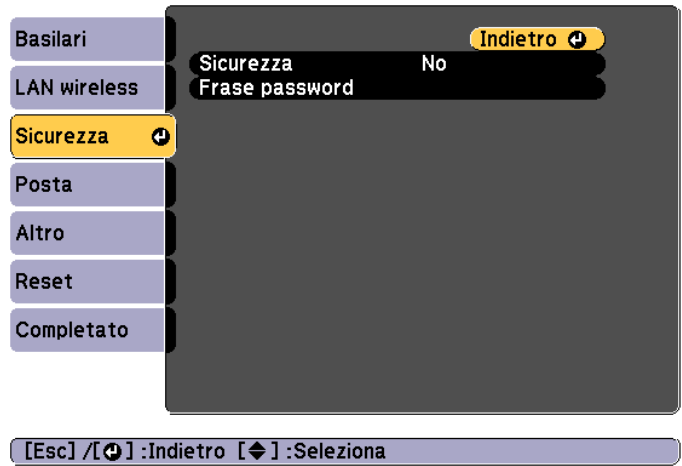 Basilari
LAN wireless
Sicurezza
Posta
Altro
Reset
Completato
Indietro
Sicurezza No
Frase password
[Esc] /[ ] :Indietro [ ] :Seleziona